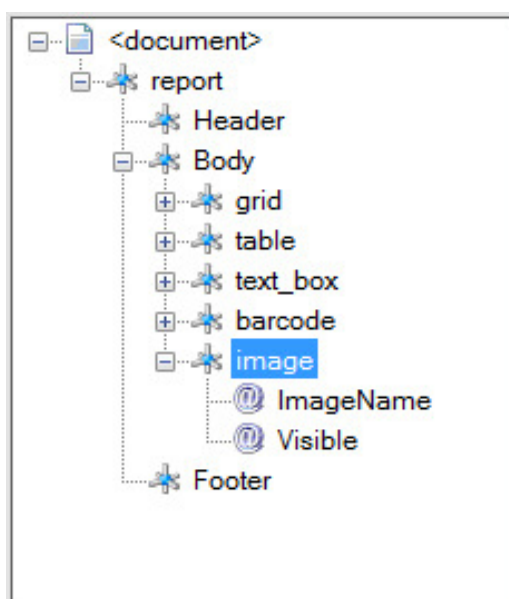 <document>
report
Header
Body
grid
table
text_box
barcode
image
ImageName
Visible
Footer